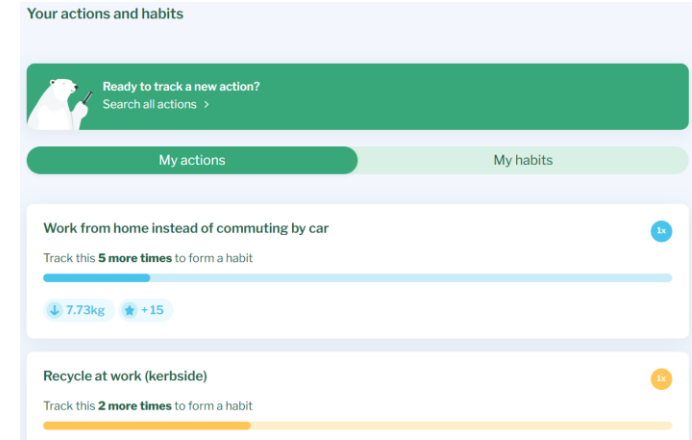 Your actions and habits
Ready to track a new action?
Search all actions >
My actions
My habits
Work from home instead of commuting by car
1x
Track this 5 more times to form a habit
7.73kg
+15
Recycle at work (kerbside)
1x
Track this 2 more times to form a habit